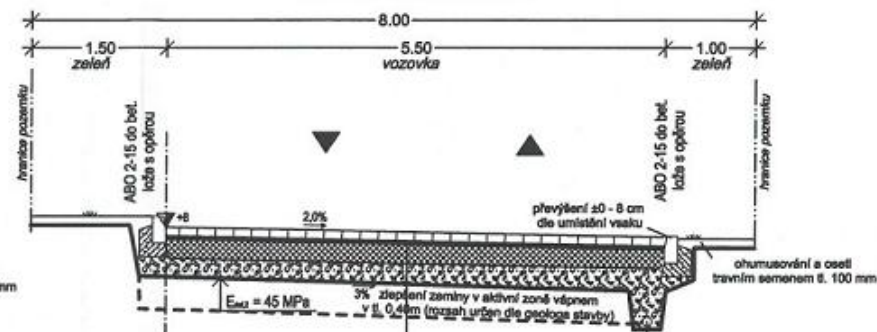 8.00
1.50
5.50
1.00
zeleň
vozovka
zeleň
hranice pozemku
ABO 2-15 do bet.
lože s opěrou
ABO 2-15 do bet.
lože s opěrou
hranice pozemku
+8
2,0%
převýšení ±0 - 8 cm
dle umístění vsaku
ohumusování a osetí
travním semenem tl. 100 mm
mm
Edef,2 = 45 MPa
3% zlepšení zeminy v aktivní zoně vápnem
v tl. 0,40m (rozsah určen dle geologa stavby)